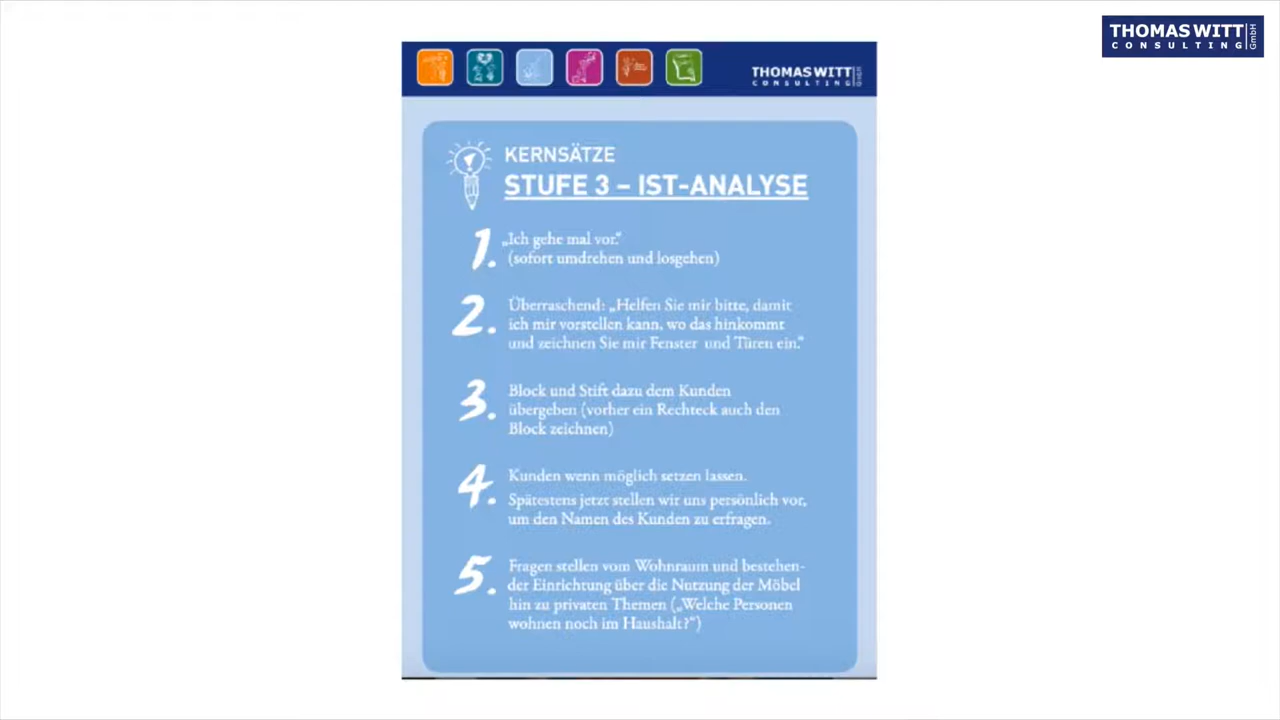 THOMAS WITT GmbH
CONSULTING
THOMAS WITT GmbH
CONSULTING
KERNSÄTZE
STUFE 3 – IST-ANALYSE
1. „Ich gehe mal vor.“
(sofort umdrehen und losgehen)
2. Überraschend: „Helfen Sie mir bitte, damit
ich mir vorstellen kann, wo das hinkommt
und zeichnen Sie mir Fenster und Türen ein.“
3. Block und Stift dazu dem Kunden
übergeben (vorher ein Rechteck auch den
Block zeichnen)
4. Kunden wenn möglich setzen lassen.
Spätestens jetzt stellen wir uns persönlich vor,
um den Namen des Kunden zu erfragen.
5. Fragen stellen vom Wohnraum und bestehen-
der Einrichtung über die Nutzung der Möbel
hin zu privaten Themen („Welche Personen
wohnen noch im Haushalt?“)